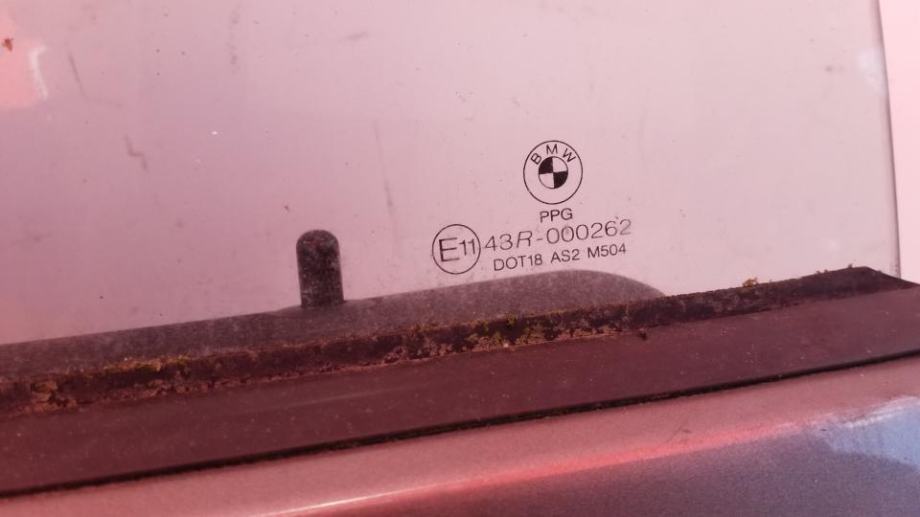 BMW
PPG
E11 43R-000262
DOT18 AS2 M504